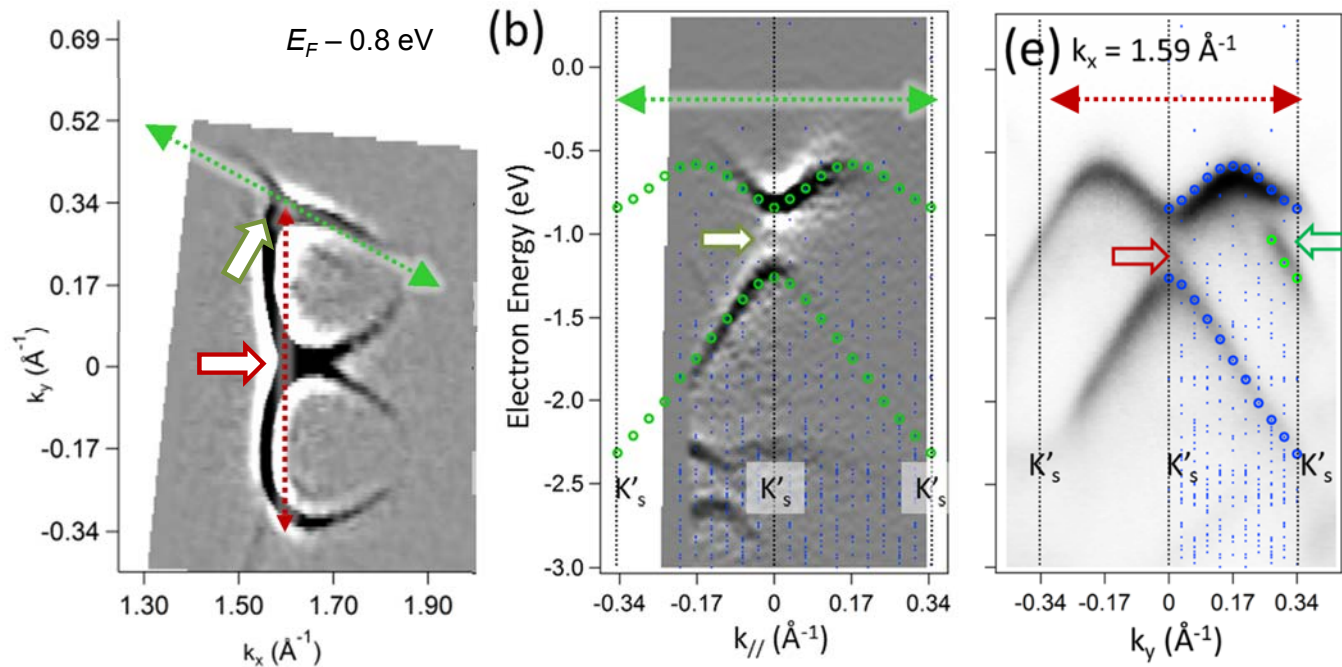 E_F – 0.8 eV
0.69
0.52
0.34
0.17
0
-0.17
-0.34
k_y (Å⁻¹)
1.30
1.50
1.70
1.90
k_x (Å⁻¹)
(b)
0.0
-0.5
-1.0
-1.5
-2.0
-2.5
-3.0
Electron Energy (eV)
K'_s
K'_s
K'_s
-0.34
-0.17
0
0.17
0.34
k_// (Å⁻¹)
(e) k_x = 1.59 Å⁻¹
K'_s
K'_s
K'_s
-0.34
-0.17
0
0.17
0.34
k_y (Å⁻¹)